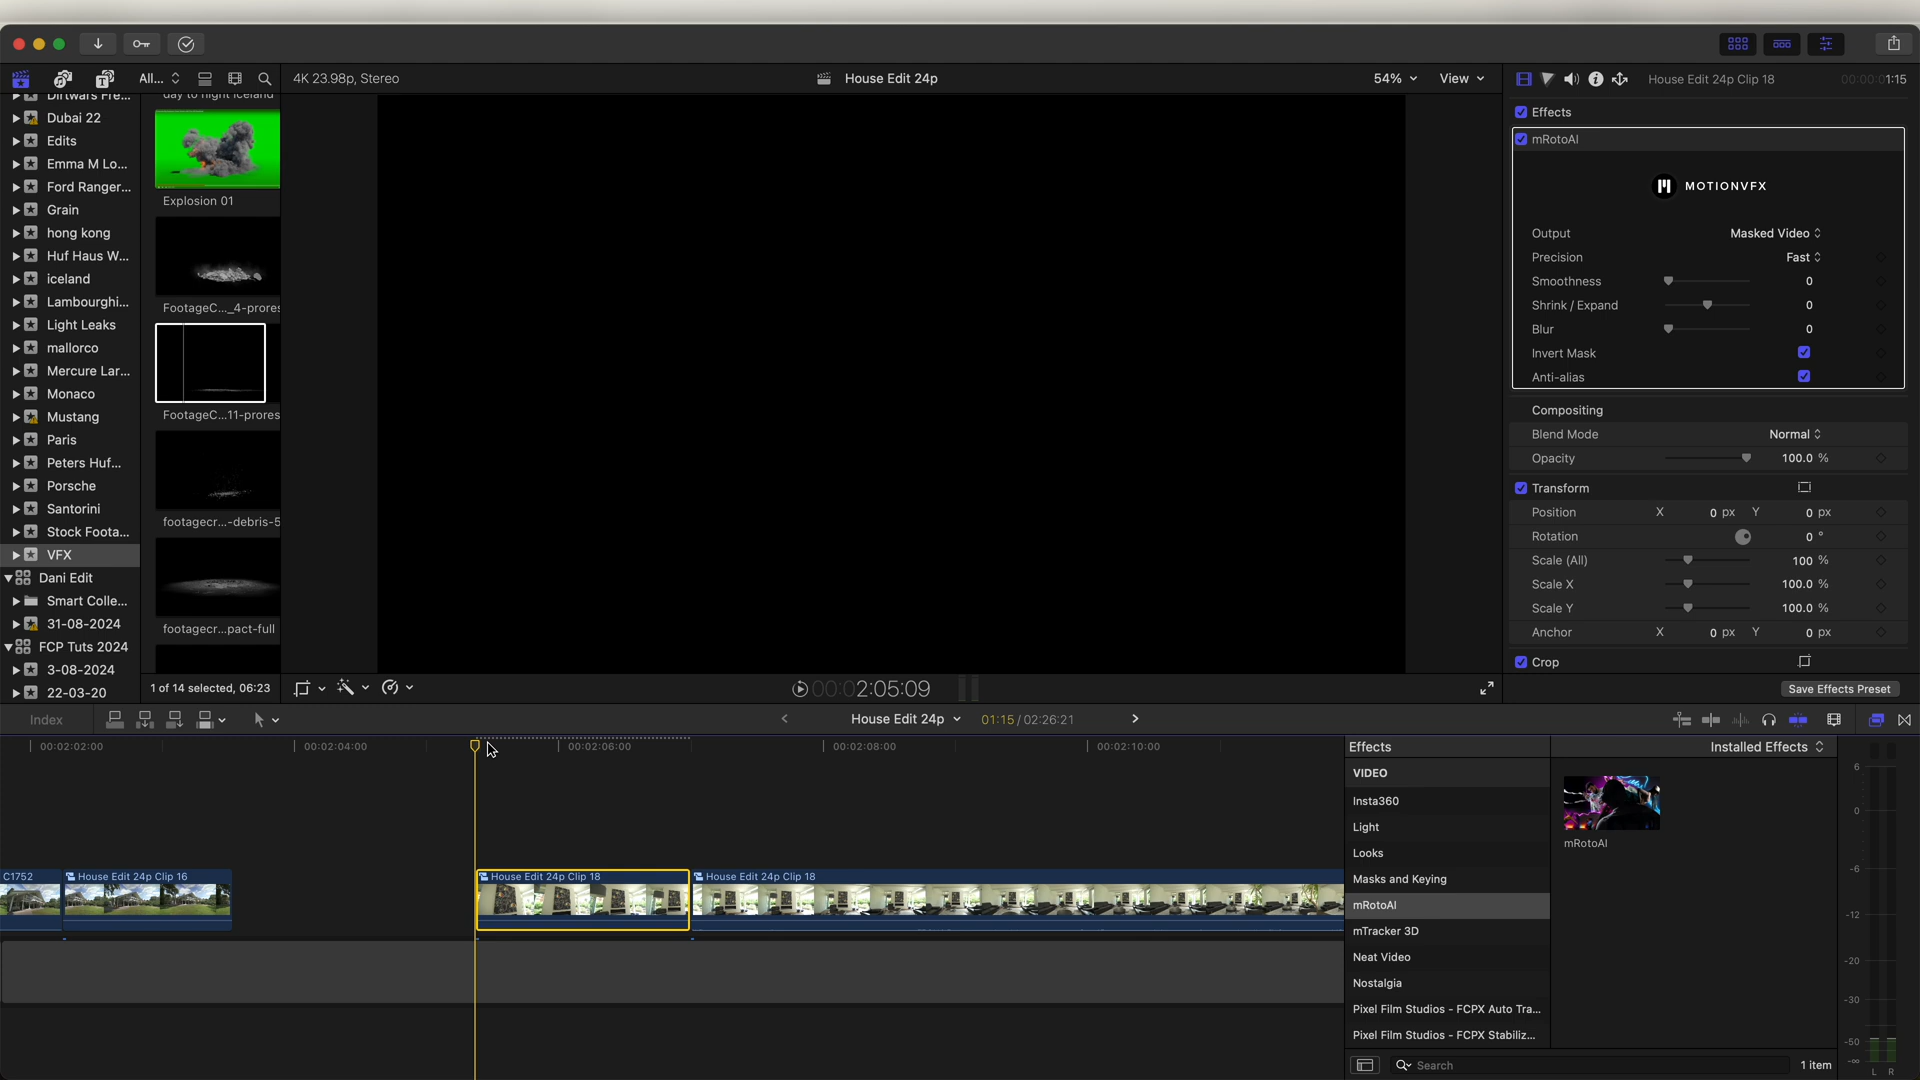 All...
4K 23.98p, Stereo
House Edit 24p
54%
View
House Edit 24p Clip 18
00:00:01:15
Dirtwars Fre...
Dubai 22
Edits
Emma M Lo...
Ford Ranger...
Grain
hong kong
Huf Haus W...
iceland
Lambourghi...
Light Leaks
mallorco
Mercure Lar...
Monaco
Mustang
Paris
Peters Huf...
Porsche
Santorini
Stock Foota...
VFX
Dani Edit
Smart Colle...
31-08-2024
FCP Tuts 2024
3-08-2024
22-03-20
day to night Iceland
Explosion 01
FootageC..._4-prores
FootageC...11-prores
footagecr...-debris-5
footagecr...pact-full
1 of 14 selected, 06:23
00:00:02:05:09
Effects
mRotoAI
MOTIONVFX
Output Masked Video
Precision Fast
Smoothness 0
Shrink / Expand 0
Blur 0
Invert Mask
Anti-alias
Compositing
Blend Mode Normal
Opacity 100.0 %
Transform
Position X 0 px Y 0 px
Rotation 0 °
Scale (All) 100 %
Scale X 100.0 %
Scale Y 100.0 %
Anchor X 0 px Y 0 px
Crop
Save Effects Preset
Index
House Edit 24p
01:15 / 02:26:21
00:02:02:00
00:02:04:00
00:02:06:00
00:02:08:00
00:02:10:00
C1752
House Edit 24p Clip 16
House Edit 24p Clip 18
House Edit 24p Clip 18
Effects
Installed Effects
VIDEO
Insta360
Light
Looks
Masks and Keying
mRotoAI
mTracker 3D
Neat Video
Nostalgia
Pixel Film Studios - FCPX Auto Tra...
Pixel Film Studios - FCPX Stabiliz...
mRotoAI
Search
1 item
6
0
-6
-12
-20
-30
-50
-∞
L R